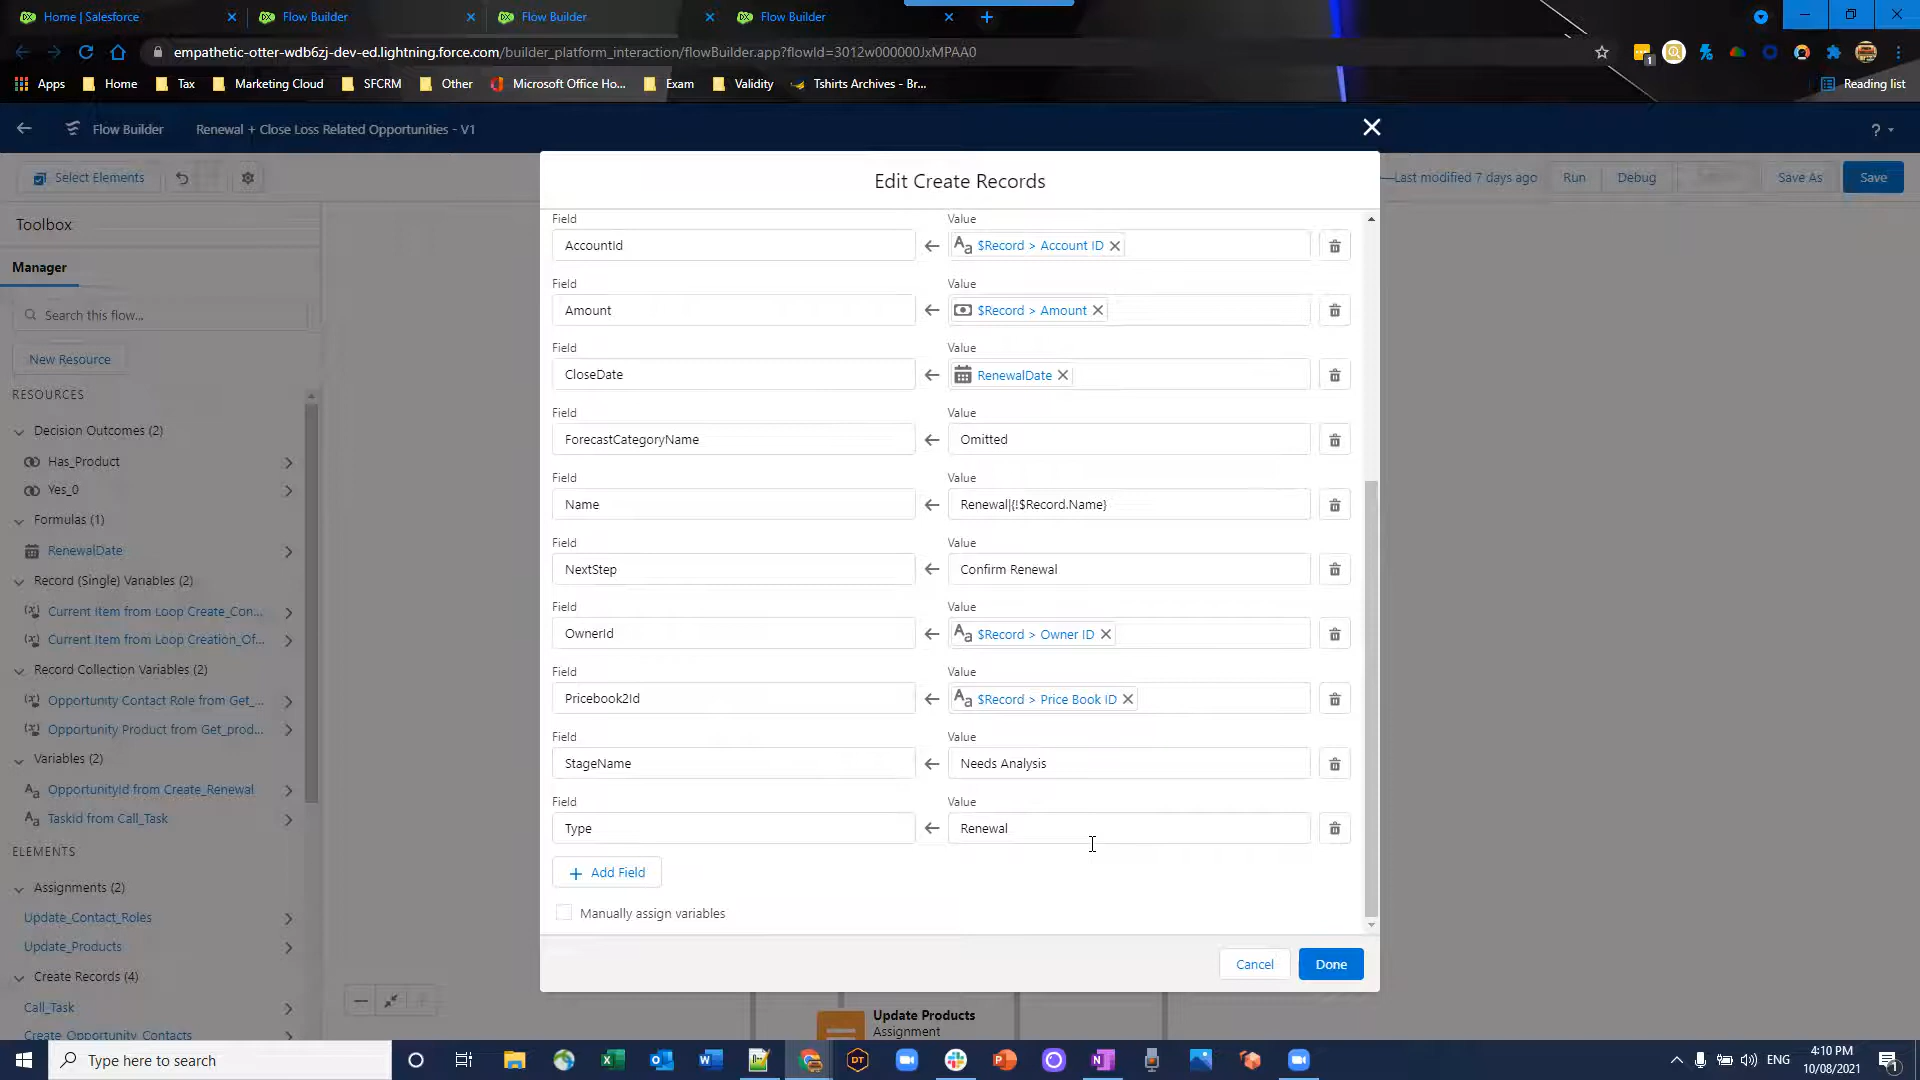 Home | Salesforce
Flow Builder
Flow Builder
Flow Builder
empathetic-otter-wdb6zj-dev-ed.lightning.force.com/builder_platform_interaction/flowBuilder.app?flowId=3012w000000JxMPAA0
1
Apps
Home
Tax
Marketing Cloud
SFCRM
Other
Microsoft Office Ho...
Exam
Validity
Tshirts Archives - Br...
Reading list
Flow Builder
Renewal + Close Loss Related Opportunities - V1
?
Select Elements
Last modified 7 days ago
Run
Debug
Save As
Save
Toolbox
Manager
Search this flow...
New Resource
RESOURCES
Decision Outcomes (2)
Has_Product
Yes_0
Formulas (1)
RenewalDate
Record (Single) Variables (2)
Current Item from Loop Create_Con...
Current Item from Loop Creation_Of...
Record Collection Variables (2)
Opportunity Contact Role from Get_...
Opportunity Product from Get_prod...
Variables (2)
Aa OpportunityId from Create_Renewal
Aa TaskId from Call_Task
ELEMENTS
Assignments (2)
Update_Contact_Roles
Update_Products
Create Records (4)
Call_Task
Create_Opportunity_Contacts
Edit Create Records
Field
Value
AccountId
Aa $Record > Account ID
Field
Value
Amount
$Record > Amount
Field
Value
CloseDate
RenewalDate
Field
Value
ForecastCategoryName
Omitted
Field
Value
Name
Renewal|{!$Record.Name}
Field
Value
NextStep
Confirm Renewal
Field
Value
OwnerId
Aa $Record > Owner ID
Field
Value
Pricebook2Id
Aa $Record > Price Book ID
Field
Value
StageName
Needs Analysis
Field
Value
Type
Renewal
Add Field
Manually assign variables
Cancel
Done
Update Products
Assignment
Type here to search
DT
ENG
4:10 PM
10/08/2021
1